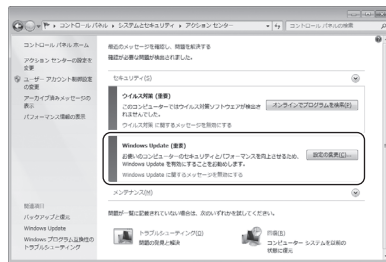 コントロール パネル ▸ システムとセキュリティ ▸ アクション センター
コントロール パネルの検索
コントロール パネル ホーム
アクション センターの設定を
変更
ユーザー アカウント制御設定
の変更
アーカイブ済みメッセージの
表示
パフォーマンス情報の表示
関連項目
バックアップと復元
Windows Update
Windows プログラム互換性の
トラブルシューティング
最近のメッセージを確認し、問題を解決する
確認が必要な問題が検出されました。
セキュリティ(S)
ウイルス対策 (重要)
このコンピューターではウイルス対策ソフトウェアが検出さ
れませんでした。
オンラインでプログラムを検索(P)
ウイルス対策 に関するメッセージを無効にする
Windows Update (重要)
お使いのコンピューターのセキュリティとパフォーマンスを向上させるため、
Windows Update を有効にすることをお勧めします。
設定の変更(C)...
Windows Update に関するメッセージを無効にする
メンテナンス(M)
問題が一覧に記載されていない場合は、次のいずれかを試してください。
トラブルシューティング(D)
問題の発見と解決
回復(B)
コンピューター システムを以前の
状態に復元